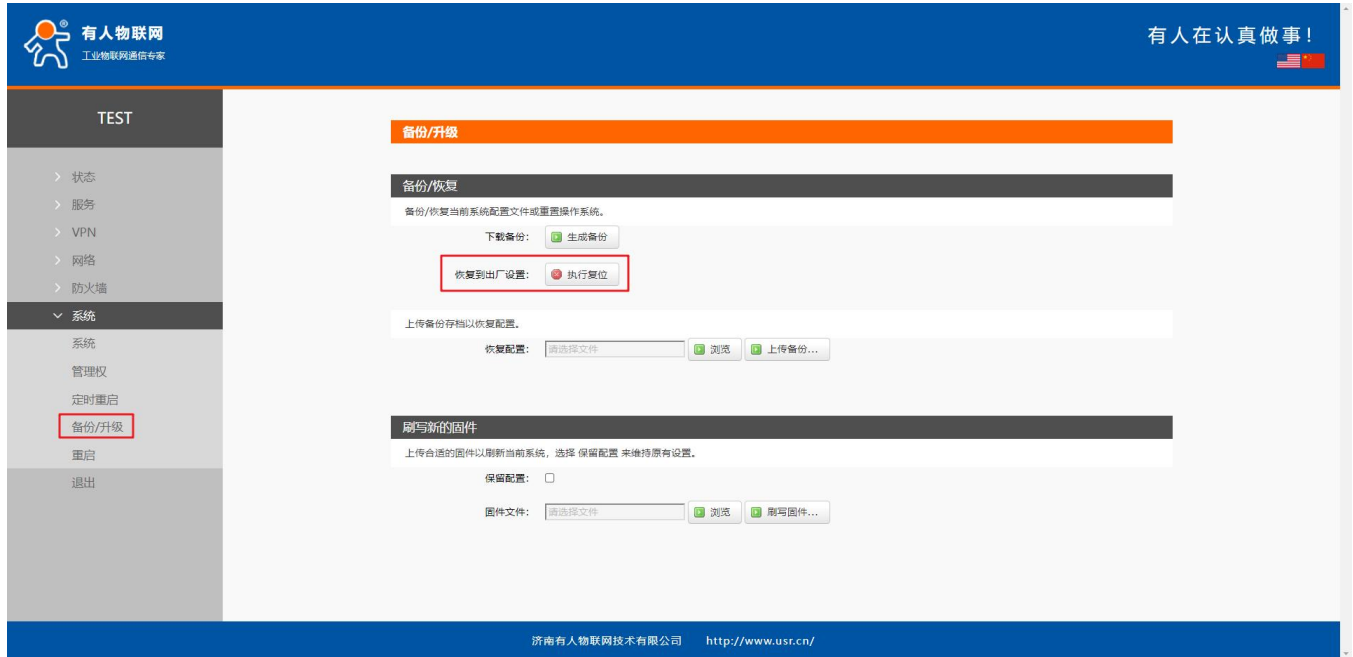 有人物联网
工业物联网通信专家
有人在认真做事!
TEST
状态
服务
VPN
网络
防火墙
系统
系统
管理权
定时重启
备份/升级
重启
退出
备份/升级
备份/恢复
备份/恢复当前系统配置文件或重置操作系统。
下载备份: 生成备份
恢复到出厂设置: 执行复位
上传备份存档以恢复配置。
恢复配置: 请选择文件 浏览 上传备份...
刷写新的固件
上传合适的固件以刷新当前系统，选择 保留配置 来维持原有设置。
保留配置:
固件文件: 请选择文件 浏览 刷写固件...
济南有人物联网技术有限公司 http://www.usr.cn/